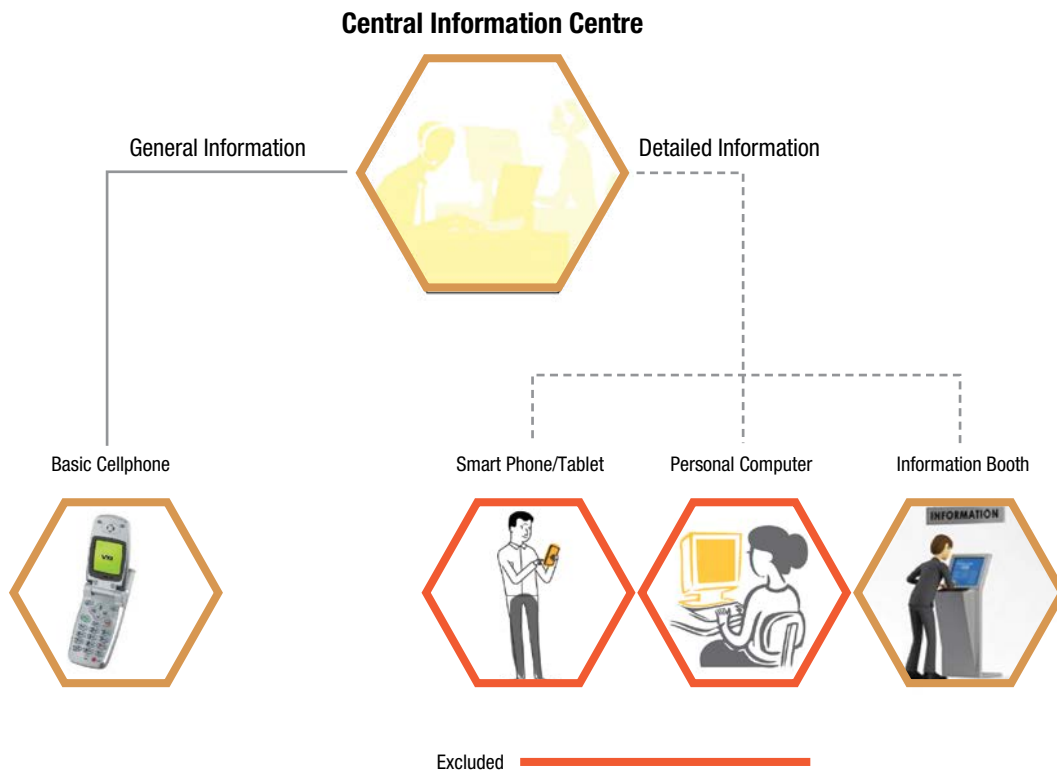 Central Information Centre
General Information
Detailed Information
Basic Cellphone
Smart Phone/Tablet
Personal Computer
Information Booth
INFORMATION
Excluded